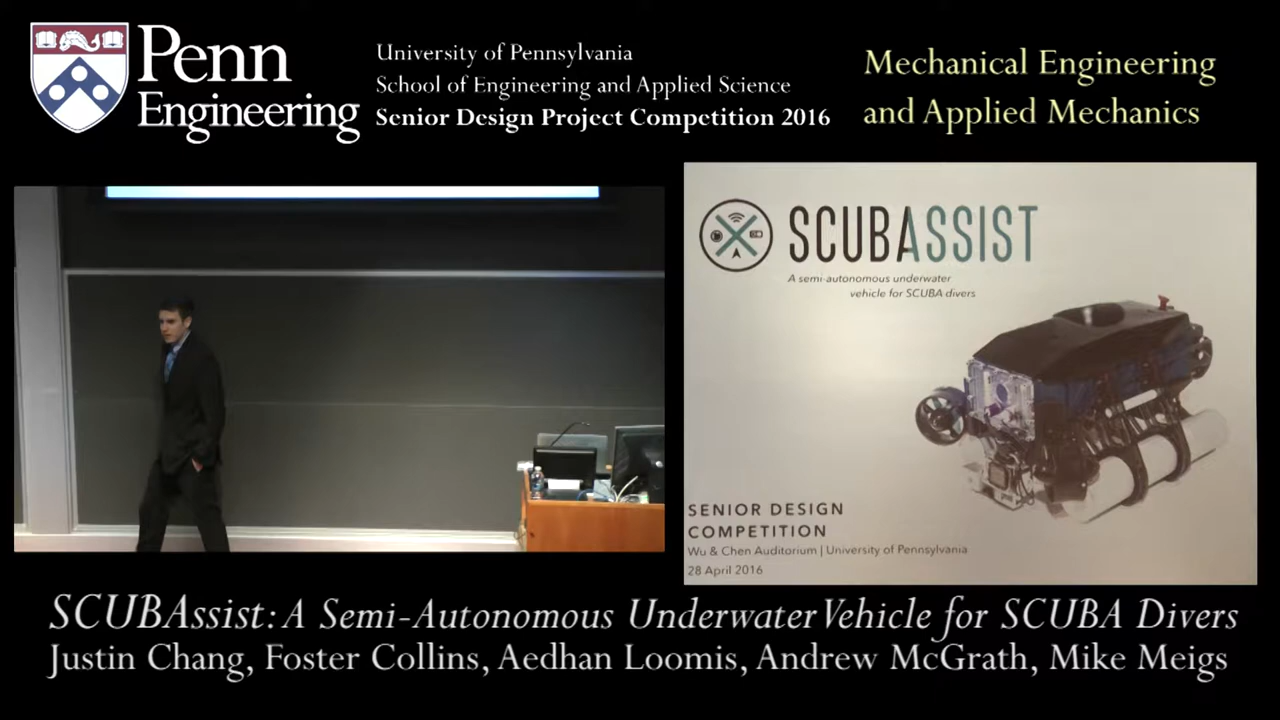 Penn
Engineering
University of Pennsylvania
School of Engineering and Applied Science
Senior Design Project Competition 2016
Mechanical Engineering
and Applied Mechanics
SCUBASSIST
A semi-autonomous underwater
vehicle for SCUBA divers
SENIOR DESIGN
COMPETITION
Wu & Chen Auditorium | University of Pennsylvania
28 April 2016
SCUBAssist: A Semi-Autonomous Underwater Vehicle for SCUBA Divers
Justin Chang, Foster Collins, Aedhan Loomis, Andrew McGrath, Mike Meigs